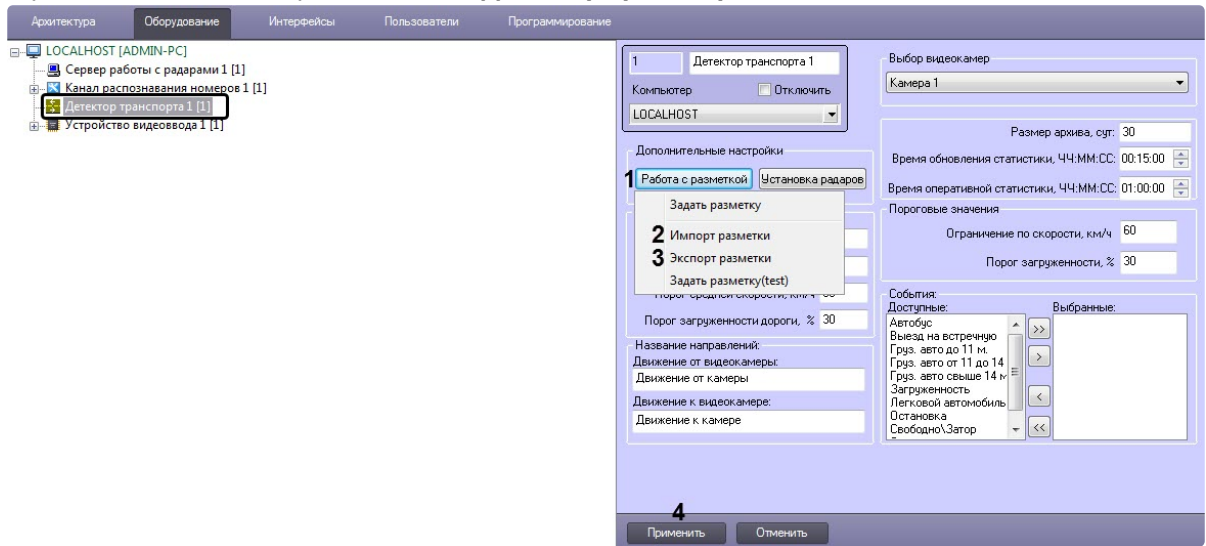 Архитектура Оборудование Интерфейсы Пользователи Программирование
LOCALHOST [ADMIN-PC]
Сервер работы с радарами 1 [1]
Канал распознавания номеров 1 [1]
Детектор транспорта 1 [1]
Устройство видеоввода 1 [1]
1 Детектор транспорта 1
Компьютер Отключить
LOCALHOST
Дополнительные настройки
1 Работа с разметкой Установка радаров
Задать разметку
2 Импорт разметки
3 Экспорт разметки
Задать разметку(test)
Порог загруженности дороги, % 30
Название направлений:
Движение от видеокамеры:
Движение от камеры
Движение к видеокамере:
Движение к камере
Выбор видеокамер
Камера 1
Размер архива, сут: 30
Время обновления статистики, ЧЧ:ММ:СС: 00:15:00
Время оперативной статистики, ЧЧ:ММ:СС: 01:00:00
Пороговые значения
Ограничение по скорости, км/ч 60
Порог загруженности, % 30
События:
Доступные: Выбранные:
Автобус
Выезд на встречную
Груз. авто до 11 м.
Груз. авто от 11 до 14
Груз. авто свыше 14 м
Загруженность
Легковой автомобиль
Остановка
Свободно\Затор
>>
>
<
<<
4
Применить Отменить